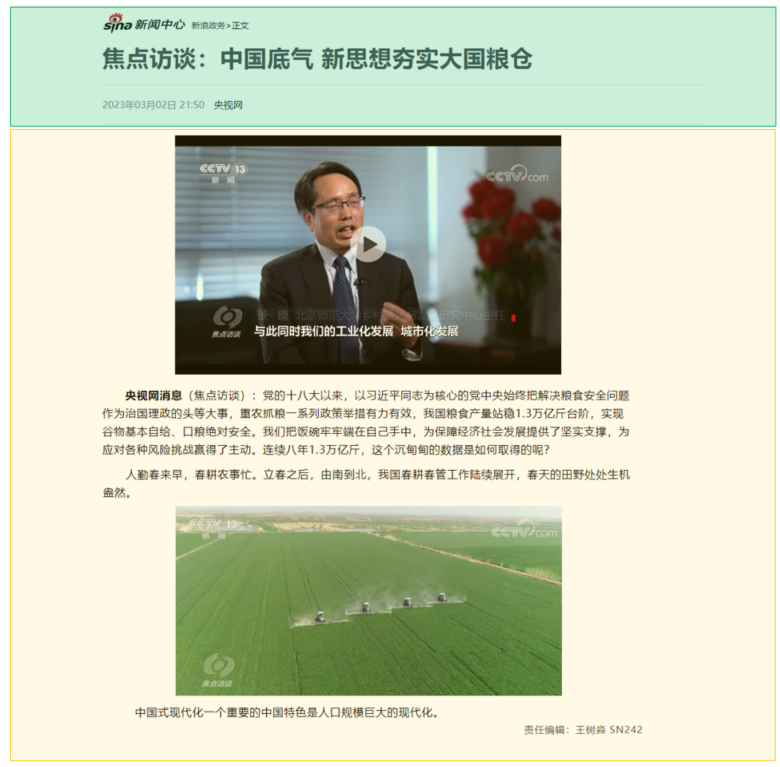 sina 新闻中心 新浪政务>正文
焦点访谈：中国底气 新思想夯实大国粮仓
2023年03月02日 21:50 央视网
CCTV 13
新闻
CCTV.com
焦点访谈
与此同时我们的工业化发展 城市化发展
央视网消息（焦点访谈）：党的十八大以来，以习近平同志为核心的党中央始终把解决粮食安全问题
作为治国理政的头等大事，重农抓粮一系列政策举措有力有效，我国粮食产量站稳1.3万亿斤台阶，实现
谷物基本自给、口粮绝对安全。我们把饭碗牢牢端在自己手中，为保障经济社会发展提供了坚实支撑，为
应对各种风险挑战赢得了主动。连续八年1.3万亿斤，这个沉甸甸的数据是如何取得的呢？
人勤春来早，春耕农事忙。立春之后，由南到北，我国春耕春管工作陆续展开，春天的田野处处生机
盎然。
CCTV 13
新闻
CCTV.com
焦点访谈
中国式现代化一个重要的中国特色是人口规模巨大的现代化。
责任编辑：王树淼 SN242